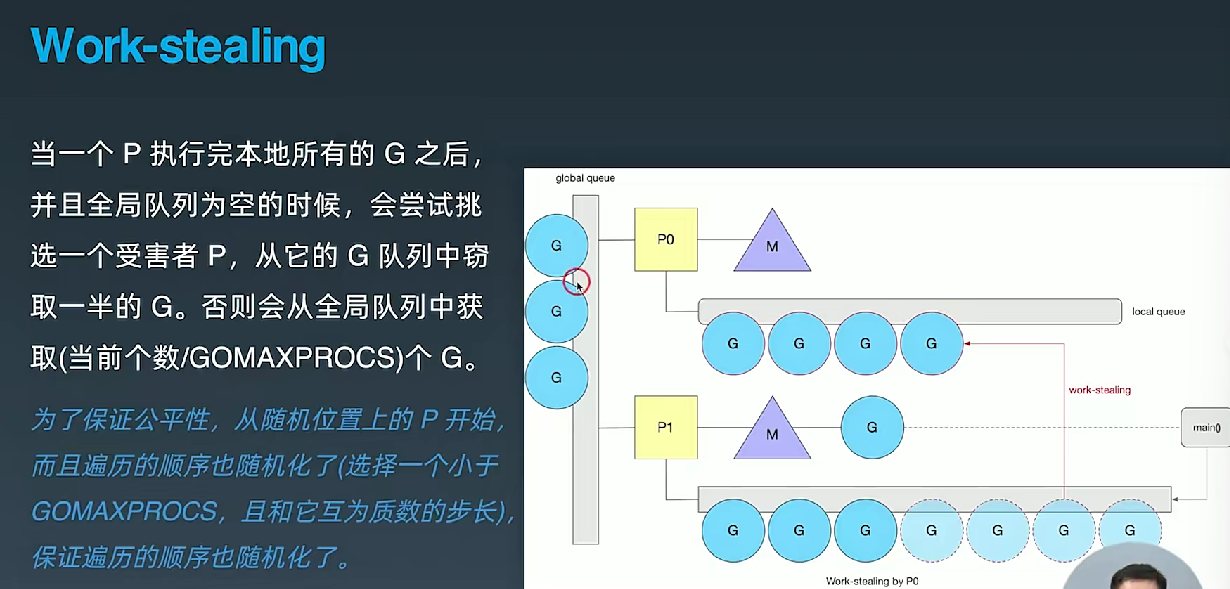 Work-stealing
当一个 P 执行完本地所有的 G 之后，
并且全局队列为空的时候，会尝试挑
选一个受害者 P，从它的 G 队列中窃
取一半的 G。否则会从全局队列中获
取(当前个数/GOMAXPROCS)个 G。
为了保证公平性，从随机位置上的 P 开始，
而且遍历的顺序也随机化了(选择一个小于
GOMAXPROCS，且和它互为质数的步长)，
保证遍历的顺序也随机化了。
global queue
G
G
G
P0
M
local queue
G G G G
work-stealing
P1
M
G
main()
G G G G G G G
Work-stealing by P0